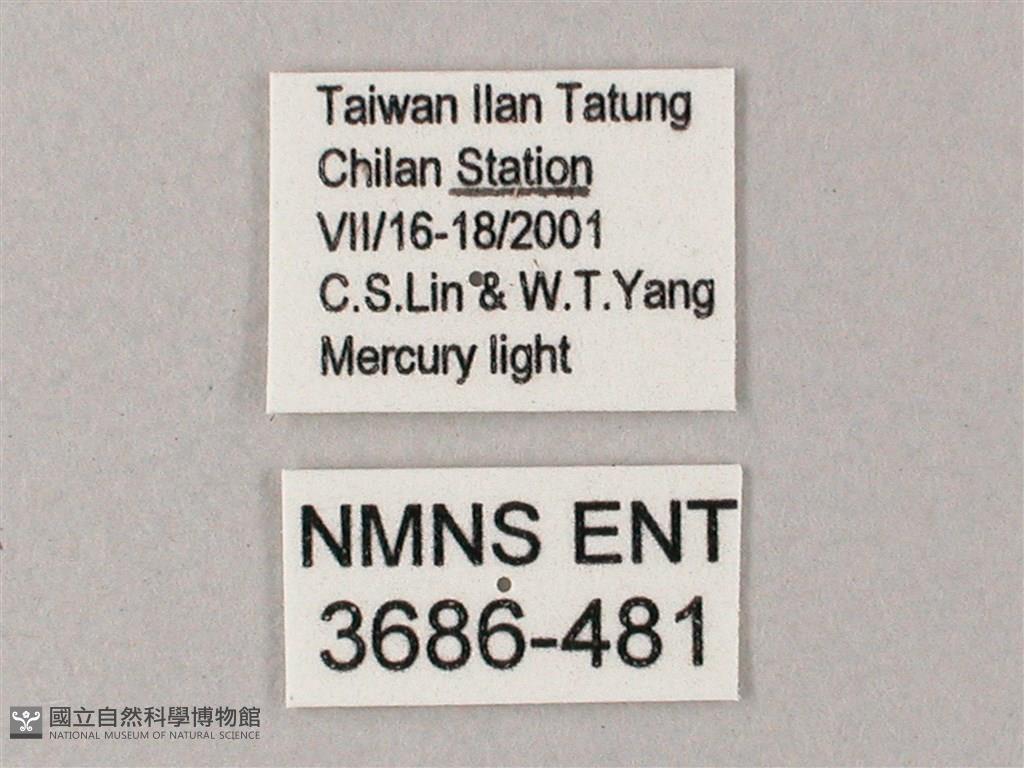 Taiwan Ilan Tatung
Chilan Station
VII/16-18/2001
C.S.Lin & W.T.Yang
Mercury light
NMNS ENT
3686-481
國立自然科學博物館
NATIONAL MUSEUM OF NATURAL SCIENCE